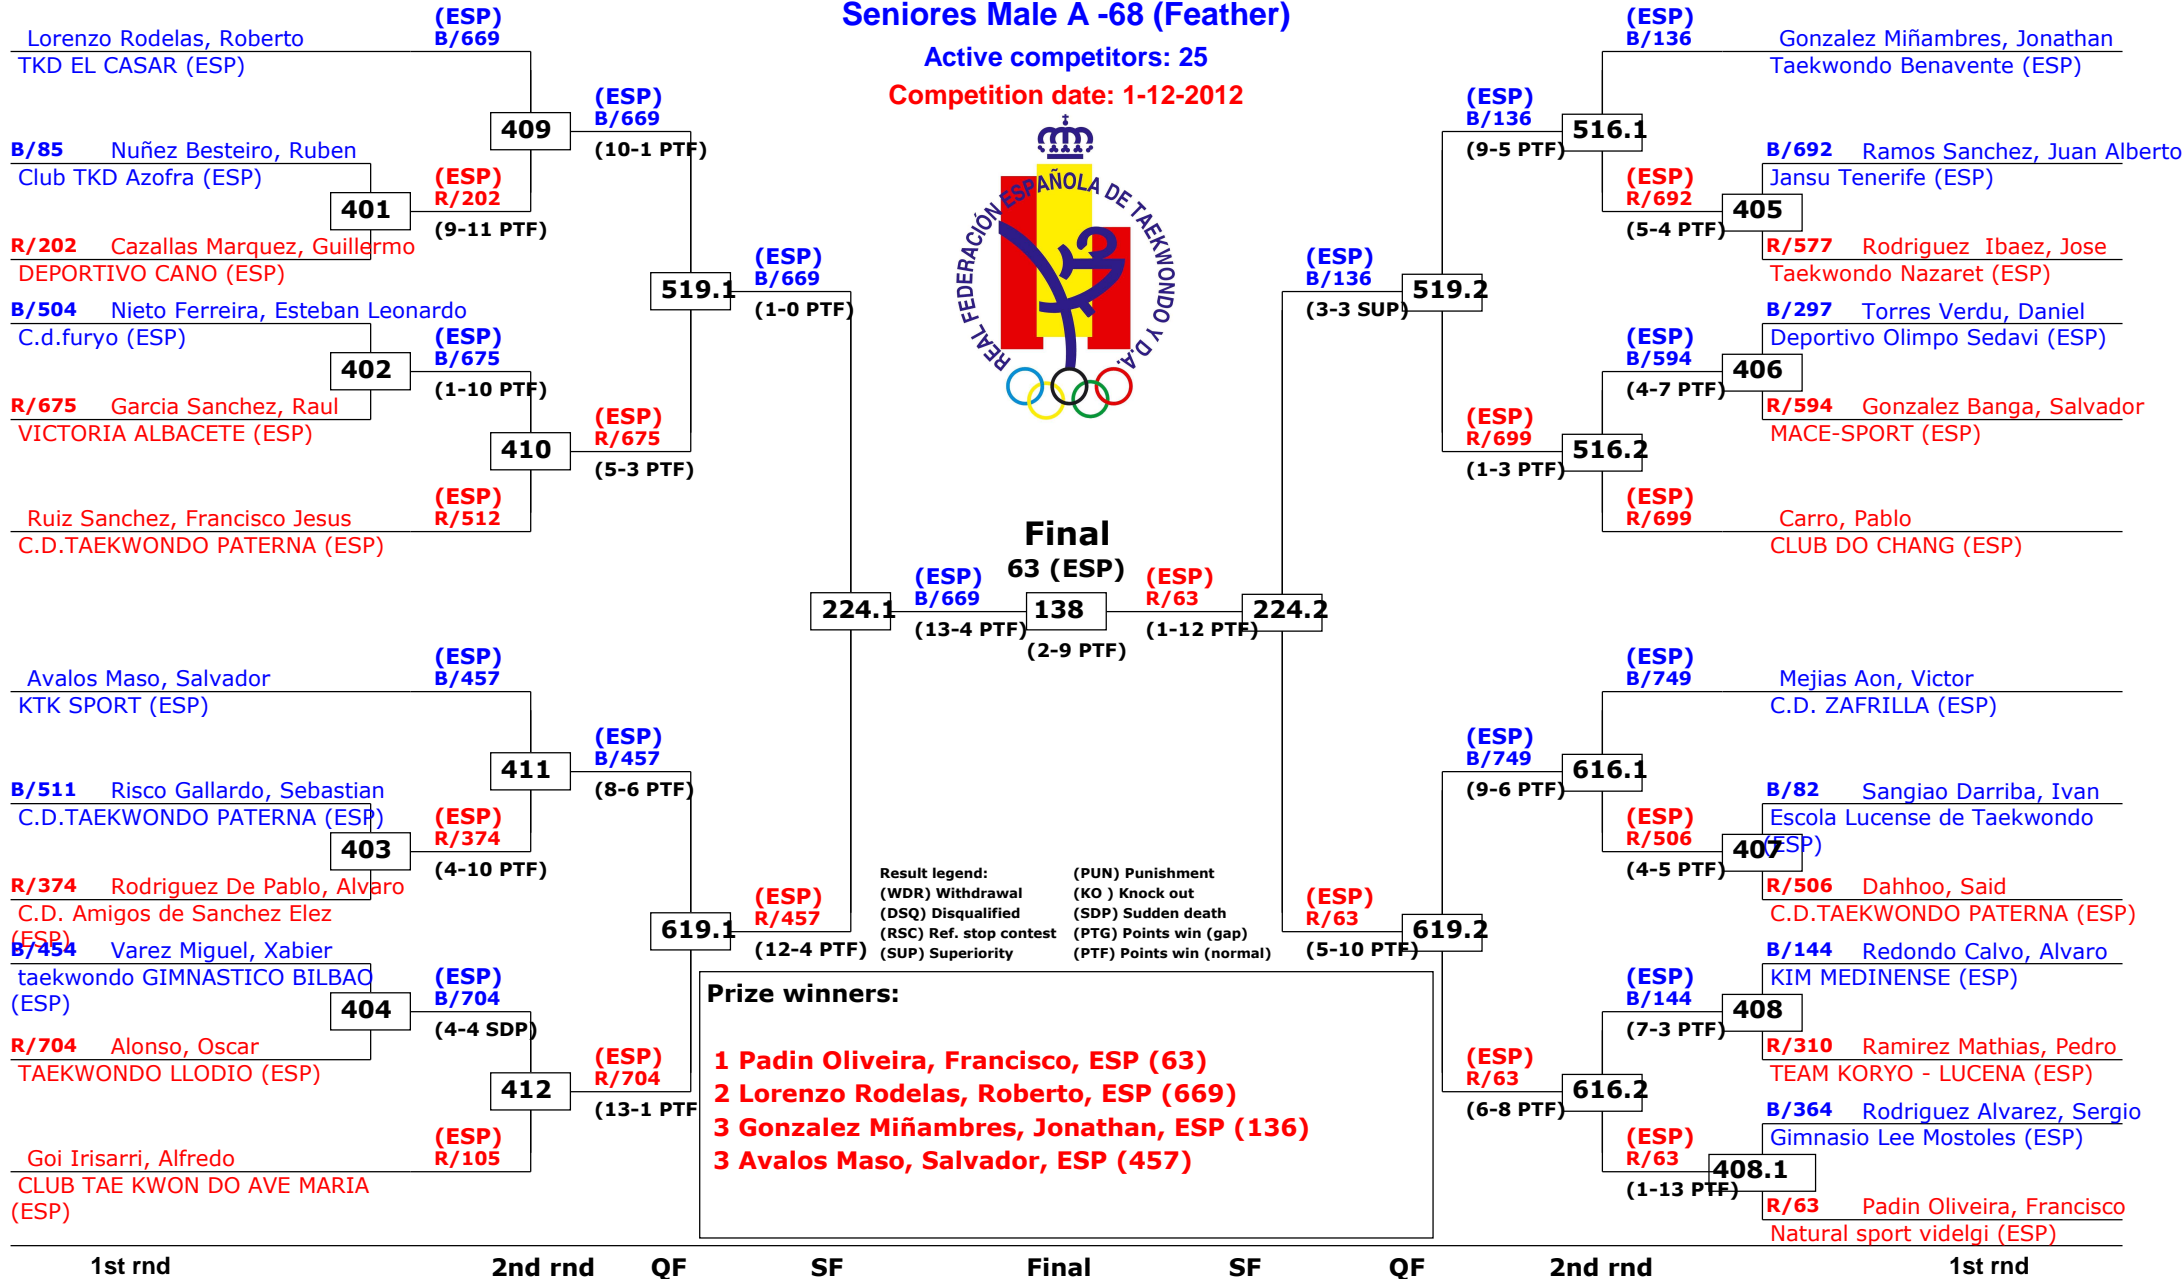 Seniores Male A -68 (Feather)
Active competitors: 25
Competition date: 1-12-2012
REAL FEDERACIÓN ESPAÑOLA DE TAEKWONDO Y D.A.
(ESP)
Lorenzo Rodelas, Roberto B/669
TKD EL CASAR (ESP)
409
(ESP)
B/669
(10-1 PTF)
B/85 Nuñez Besteiro, Ruben
Club TKD Azofra (ESP)
401
(ESP)
R/202
(9-11 PTF)
R/202 Cazallas Marquez, Guillermo
DEPORTIVO CANO (ESP)
519.1
(ESP)
B/669
(1-0 PTF)
B/504 Nieto Ferreira, Esteban Leonardo
C.d.furyo (ESP)
402
(ESP)
B/675
(1-10 PTF)
R/675 Garcia Sanchez, Raul
VICTORIA ALBACETE (ESP)
410
(ESP)
R/675
(5-3 PTF)
(ESP)
Ruiz Sanchez, Francisco Jesus R/512
C.D.TAEKWONDO PATERNA (ESP)
224.1
(ESP)
B/669
(13-4 PTF)
Final
63 (ESP)
138
(2-9 PTF)
(ESP)
R/63
(1-12 PTF)
224.2
(ESP)
Avalos Maso, Salvador B/457
KTK SPORT (ESP)
411
(ESP)
B/457
(8-6 PTF)
B/511 Risco Gallardo, Sebastian
C.D.TAEKWONDO PATERNA (ESP)
403
(ESP)
R/374
(4-10 PTF)
R/374 Rodriguez De Pablo, Alvaro
C.D. Amigos de Sanchez Elez
(ESP)
619.1
(ESP)
R/457
(12-4 PTF)
B/454 Varez Miguel, Xabier
taekwondo GIMNASTICO BILBAO
(ESP)
404
(ESP)
B/704
(4-4 SDP)
R/704 Alonso, Oscar
TAEKWONDO LLODIO (ESP)
412
(ESP)
R/704
(13-1 PTF
(ESP)
Goi Irisarri, Alfredo R/105
CLUB TAE KWON DO AVE MARIA
(ESP)
(ESP)
B/136 Gonzalez Miñambres, Jonathan
Taekwondo Benavente (ESP)
(ESP)
B/136
(9-5 PTF)
516.1
B/692 Ramos Sanchez, Juan Alberto
Jansu Tenerife (ESP)
(ESP)
R/692
(5-4 PTF)
405
R/577 Rodriguez Ibaez, Jose
Taekwondo Nazaret (ESP)
(ESP)
B/136
(3-3 SUP)
519.2
B/297 Torres Verdu, Daniel
Deportivo Olimpo Sedavi (ESP)
(ESP)
B/594
(4-7 PTF)
406
R/594 Gonzalez Banga, Salvador
MACE-SPORT (ESP)
(ESP)
R/699
(1-3 PTF)
516.2
(ESP)
R/699 Carro, Pablo
CLUB DO CHANG (ESP)
(ESP)
B/749 Mejias Aon, Victor
C.D. ZAFRILLA (ESP)
(ESP)
B/749
(9-6 PTF)
616.1
B/82 Sangiao Darriba, Ivan
Escola Lucense de Taekwondo
(ESP)
(ESP)
R/506
(4-5 PTF)
407
R/506 Dahhoo, Said
C.D.TAEKWONDO PATERNA (ESP)
(ESP)
R/63
(5-10 PTF)
619.2
B/144 Redondo Calvo, Alvaro
KIM MEDINENSE (ESP)
(ESP)
B/144
(7-3 PTF)
408
R/310 Ramirez Mathias, Pedro
TEAM KORYO - LUCENA (ESP)
(ESP)
R/63
(6-8 PTF)
616.2
B/364 Rodriguez Alvarez, Sergio
Gimnasio Lee Mostoles (ESP)
(ESP)
R/63
(1-13 PTF)
408.1
R/63 Padin Oliveira, Francisco
Natural sport videlgi (ESP)
Result legend: (PUN) Punishment
(WDR) Withdrawal (KO ) Knock out
(DSQ) Disqualified (SDP) Sudden death
(RSC) Ref. stop contest (PTG) Points win (gap)
(SUP) Superiority (PTF) Points win (normal)
Prize winners:
1 Padin Oliveira, Francisco, ESP (63)
2 Lorenzo Rodelas, Roberto, ESP (669)
3 Gonzalez Miñambres, Jonathan, ESP (136)
3 Avalos Maso, Salvador, ESP (457)
1st rnd 2nd rnd QF SF Final SF QF 2nd rnd 1st rnd